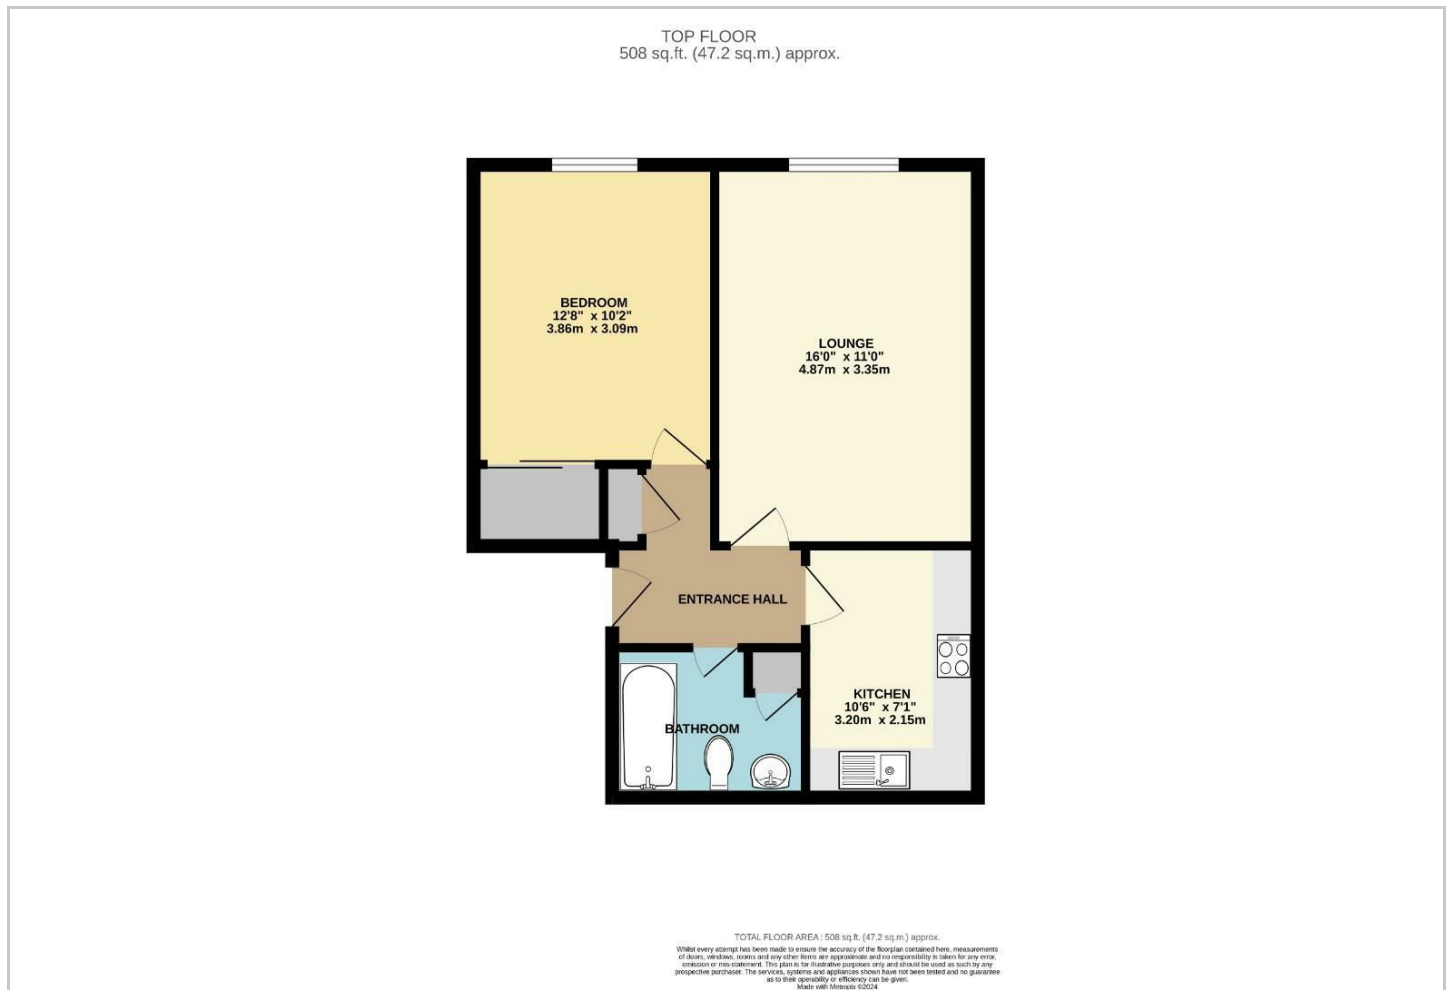 TOP FLOOR
508 sq.ft. (47.2 sq.m.) approx.
BEDROOM
12'8" x 10'2"
3.86m x 3.09m
LOUNGE
16'0" x 11'0"
4.87m x 3.35m
ENTRANCE HALL
KITCHEN
10'6" x 7'1"
3.20m x 2.15m
BATHROOM
TOTAL FLOOR AREA : 508 sq.ft. (47.2 sq.m.) approx.
Whilst every attempt has been made to ensure the accuracy of the floorplan contained here, measurements
of doors, windows, rooms and any other items are approximate and no responsibility is taken for any error,
omission or mis-statement. This plan is for illustrative purposes only and should be used as such by any
prospective purchaser. The services, systems and appliances shown have not been tested and no guarantee
as to their operability or efficiency can be given.
Made with Metropix ©2024